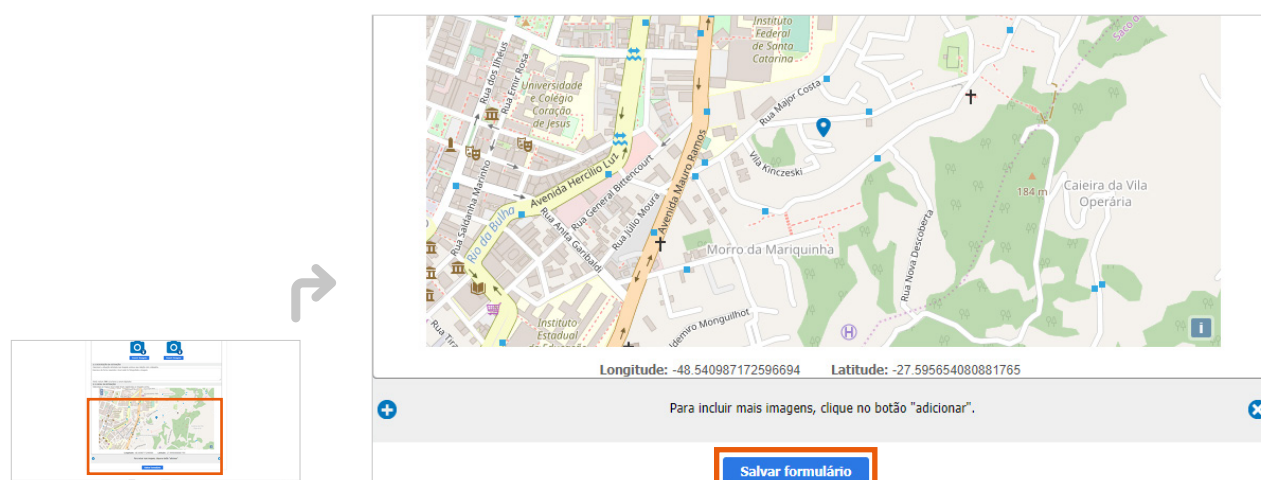 Instituto
Federal
de Santa
Catarina
Saco do
Rua dos Ilhéus
Rua Emir Rosa
Universidade
e Colégio
Coração
de Jesus
Rua Major Costa
Vila Kinczeski
Rua Saldanha Marinho
Avenida Hercílio Luz
Rua General Bittencourt
Avenida Mauro Ramos
184 m
Caieira da Vila
Operária
Rio da Bulha
Rua Anita Garibaldi
Rua Júlio Moura
Morro da Mariquinha
Rua Nova Descoberta
Instituto
Estadual
H
i
Longitude: -48.540987172596694 Latitude: -27.595654080881765
Para incluir mais imagens, clique no botão "adicionar".
Salvar formulário